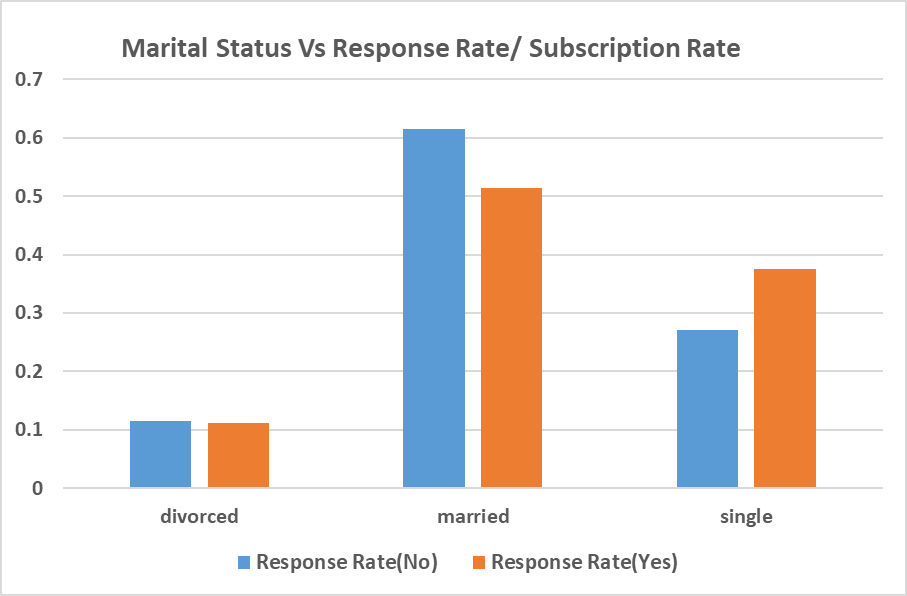 Marital Status Vs Response Rate/ Subscription Rate
0.7
0.6
0.5
0.4
0.3
0.2
0.1
0
divorced married single
Response Rate(No) Response Rate(Yes)